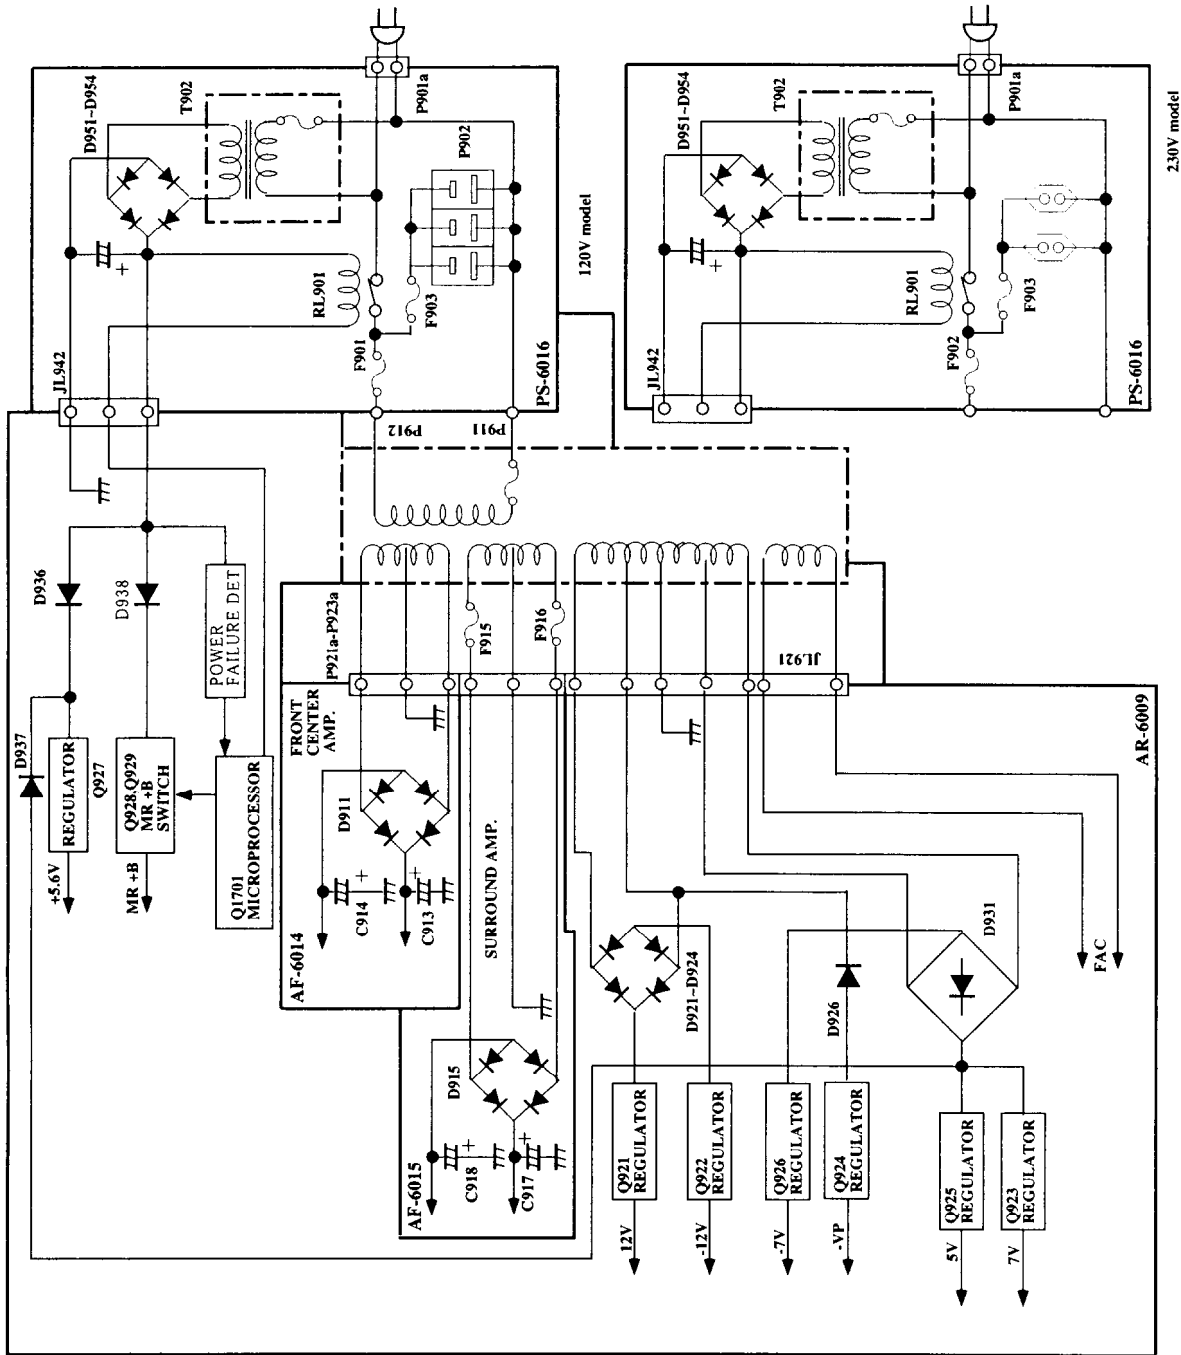 D951~D954
T902
P901a
P902
RL901
F903
F901
JL942
PS-6016
120V model
D951~D954
T902
P901a
RL901
F903
F902
JL942
PS-6016
230V model
P912
P911
D936
D938
POWER
FAILURE DET
D937
REGULATOR
Q927
Q928.Q929
MR +B
SWITCH
Q1701
MICROPROCESSOR
+5.6V
MR +B
P921a-P923a
F915
F916
JL921
FRONT
CENTER
AMP.
D911
C914
+
C913
+
AF-6014
SURROUND AMP.
D915
C918
+
C917
+
AF-6015
D921~D924
D926
D931
FAC
AR-6009
Q921
REGULATOR
Q922
REGULATOR
Q926
REGULATOR
Q924
REGULATOR
Q925
REGULATOR
Q923
REGULATOR
12V
-12V
-7V
-VP
5V
7V
+
+